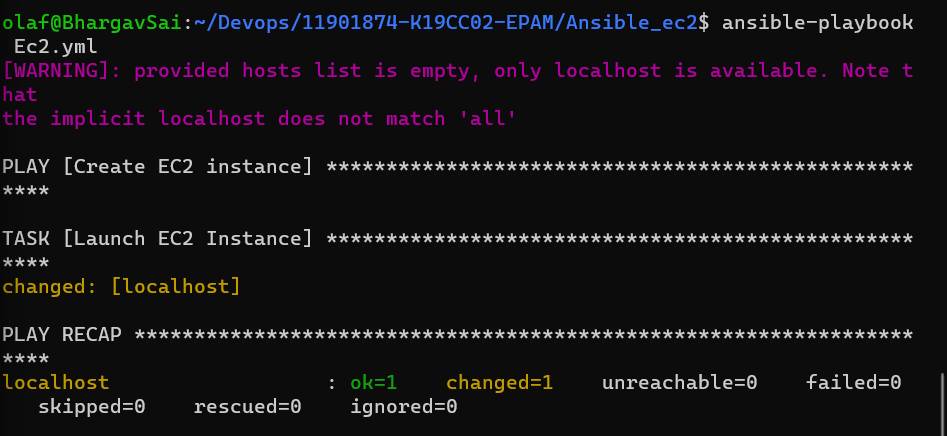 olaf@BhargavSai:~/Devops/11901874-K19CC02-EPAM/Ansible_ec2$ ansible-playbook
 Ec2.yml
[WARNING]: provided hosts list is empty, only localhost is available. Note t
hat
the implicit localhost does not match 'all'
PLAY [Create EC2 instance] *************************************************
****
TASK [Launch EC2 Instance] *************************************************
****
changed: [localhost]
PLAY RECAP *****************************************************************
****
localhost                  : ok=1    changed=1    unreachable=0    failed=0
   skipped=0    rescued=0    ignored=0